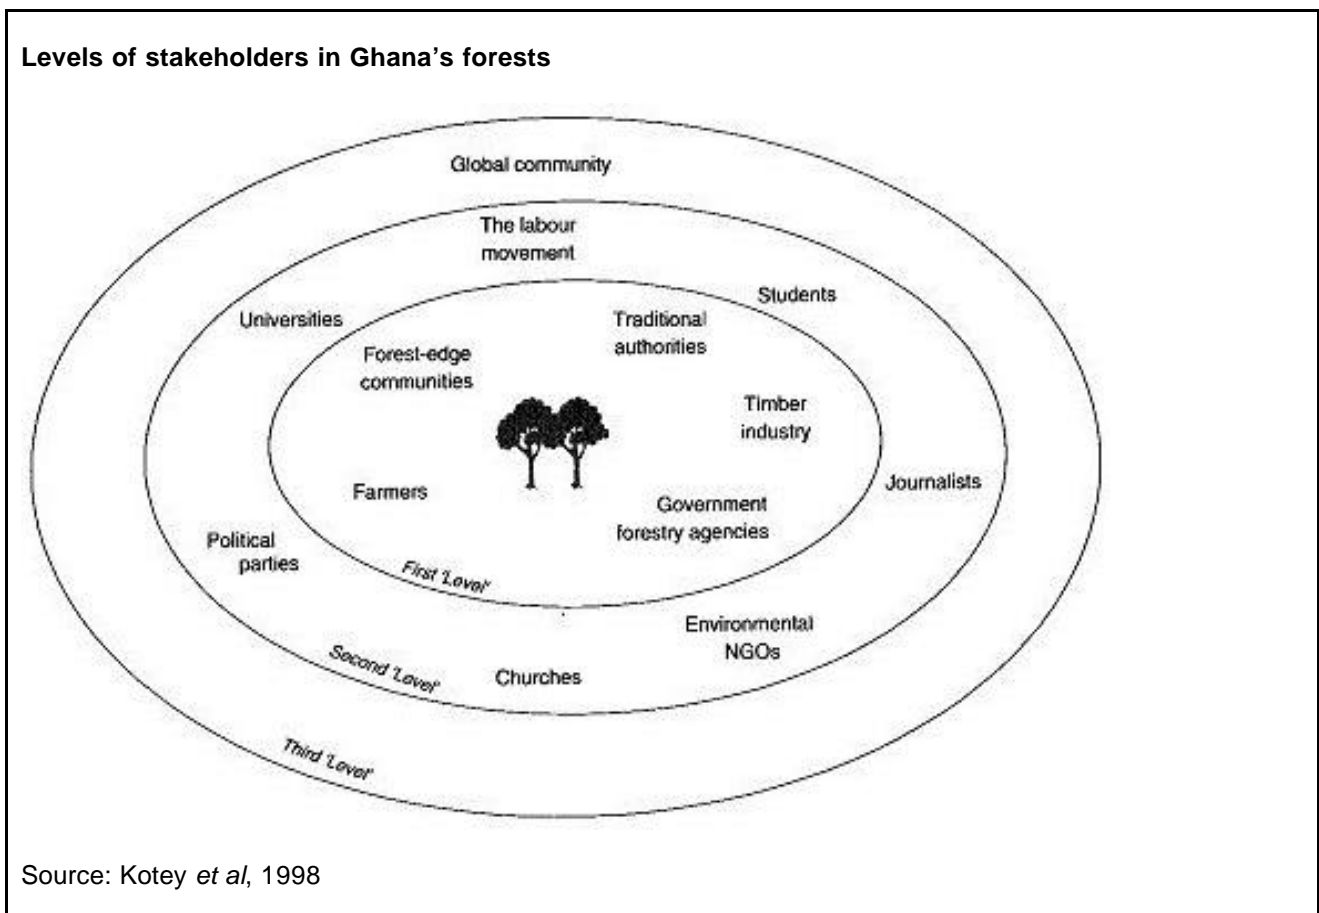 Levels of stakeholders in Ghana's forests
Global community
The labour
movement
Students
Universities
Traditional
authorities
Forest-edge
communities
Timber
industry
Farmers
Journalists
Government
forestry agencies
Political
parties
First 'Level'
Environmental
NGOs
Second 'Level'
Churches
Third 'Level'
Source: Kotey et al, 1998